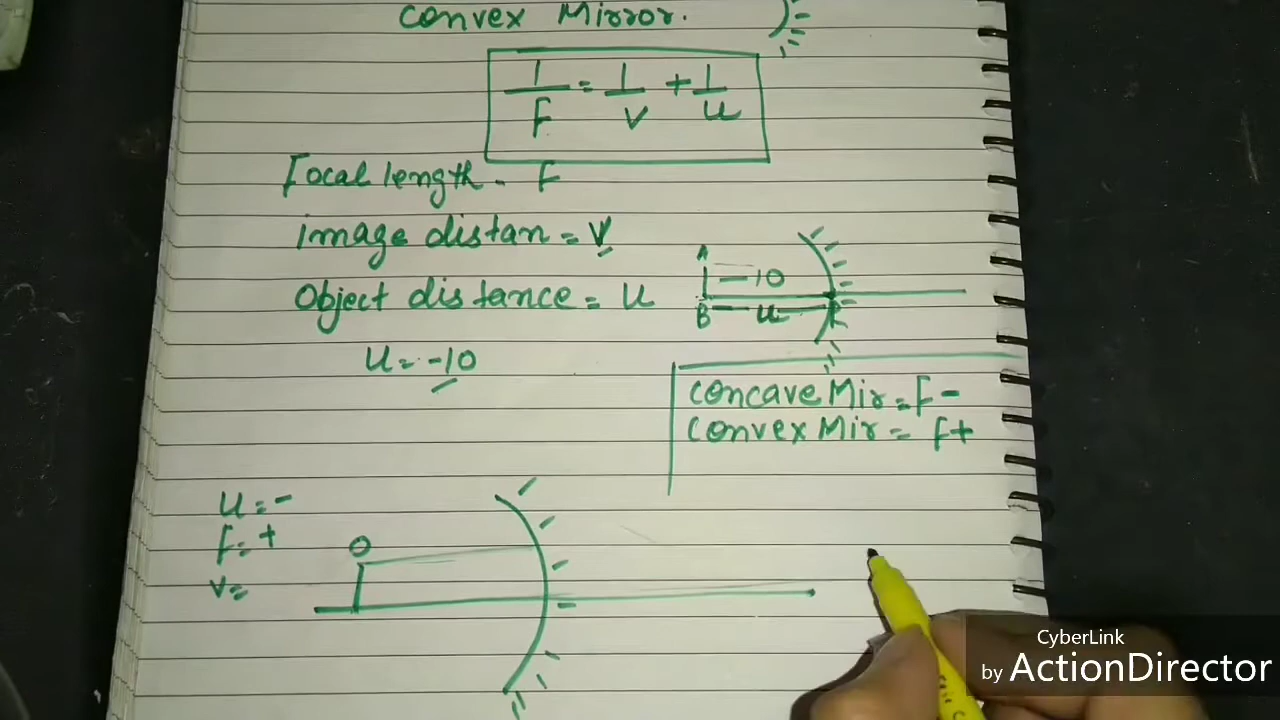 Convex Mirror.
1/F = 1/V + 1/u
Focal length - F
image distan = V
Object distance = u
u = -10
A
-10
B u P
Concave Mir = F -
Convex Mir = f+
u = -
f = +
v =
O
CyberLink
by ActionDirector